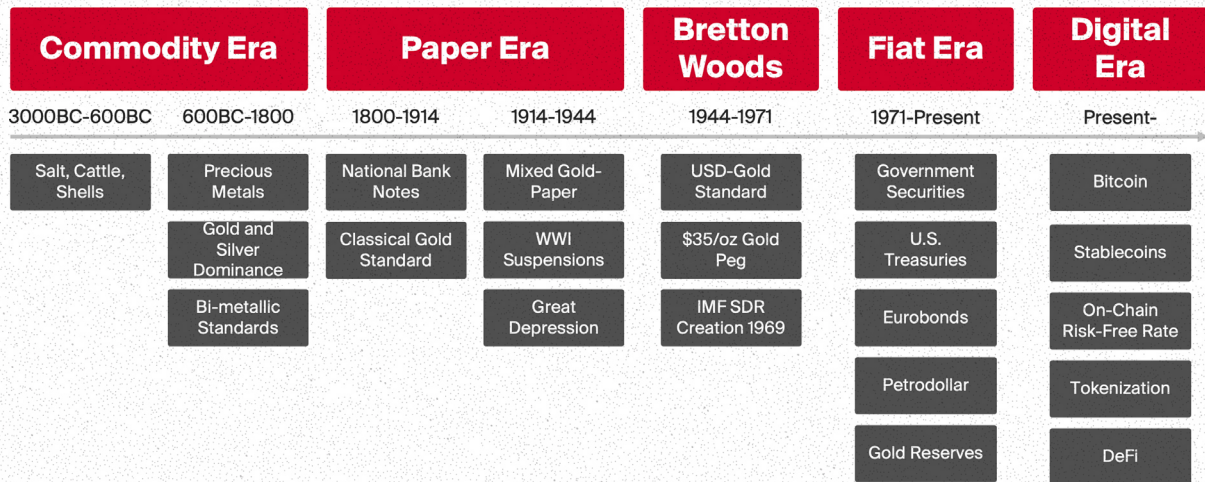 Commodity Era
Paper Era
Bretton
Woods
Fiat Era
Digital
Era
3000BC-600BC
600BC-1800
1800-1914
1914-1944
1944-1971
1971-Present
Present-
Salt, Cattle,
Shells
Precious
Metals
Gold and
Silver
Dominance
Bi-metallic
Standards
National Bank
Notes
Classical Gold
Standard
Mixed Gold-
Paper
WWI
Suspensions
Great
Depression
USD-Gold
Standard
$35/oz Gold
Peg
IMF SDR
Creation 1969
Government
Securities
U.S.
Treasuries
Eurobonds
Petrodollar
Gold Reserves
Bitcoin
Stablecoins
On-Chain
Risk-Free Rate
Tokenization
DeFi